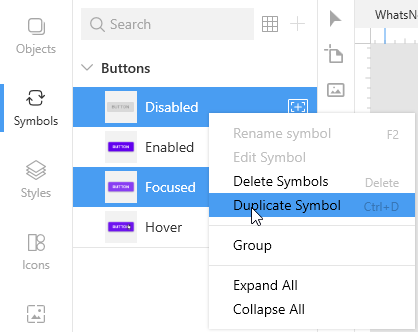 Search
WhatsN
Objects
Buttons
BUTTON
Disabled
Symbols
BUTTON
Enabled
Rename symbol F2
Edit Symbol
Delete Symbols Delete
BUTTON
Focused
Duplicate Symbol Ctrl+D
Styles
BUTTON
Hover
Group
Icons
Expand All
Collapse All